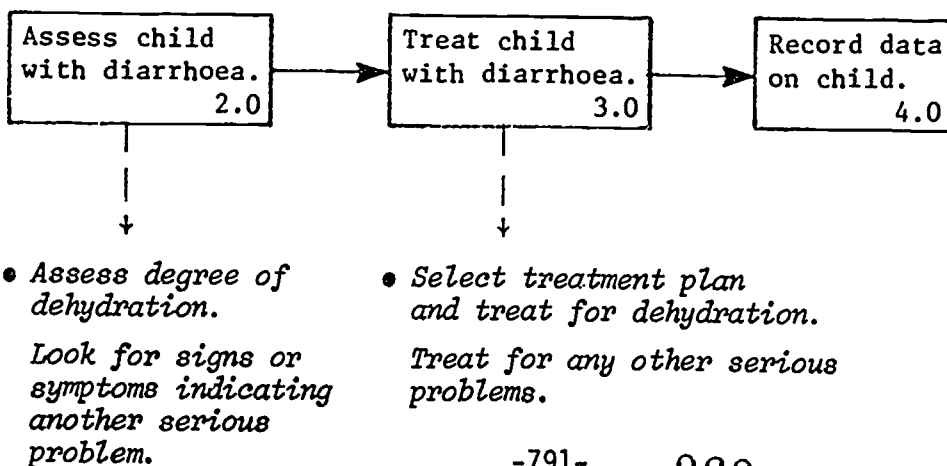 Assess child
with diarrhoea.
2.0
Treat child
with diarrhoea.
3.0
Record data
on child.
4.0
• Assess degree of
dehydration.
Look for signs or
symptoms indicating
another serious
problem.
• Select treatment plan
and treat for dehydration.
Treat for any other serious
problems.
-791-